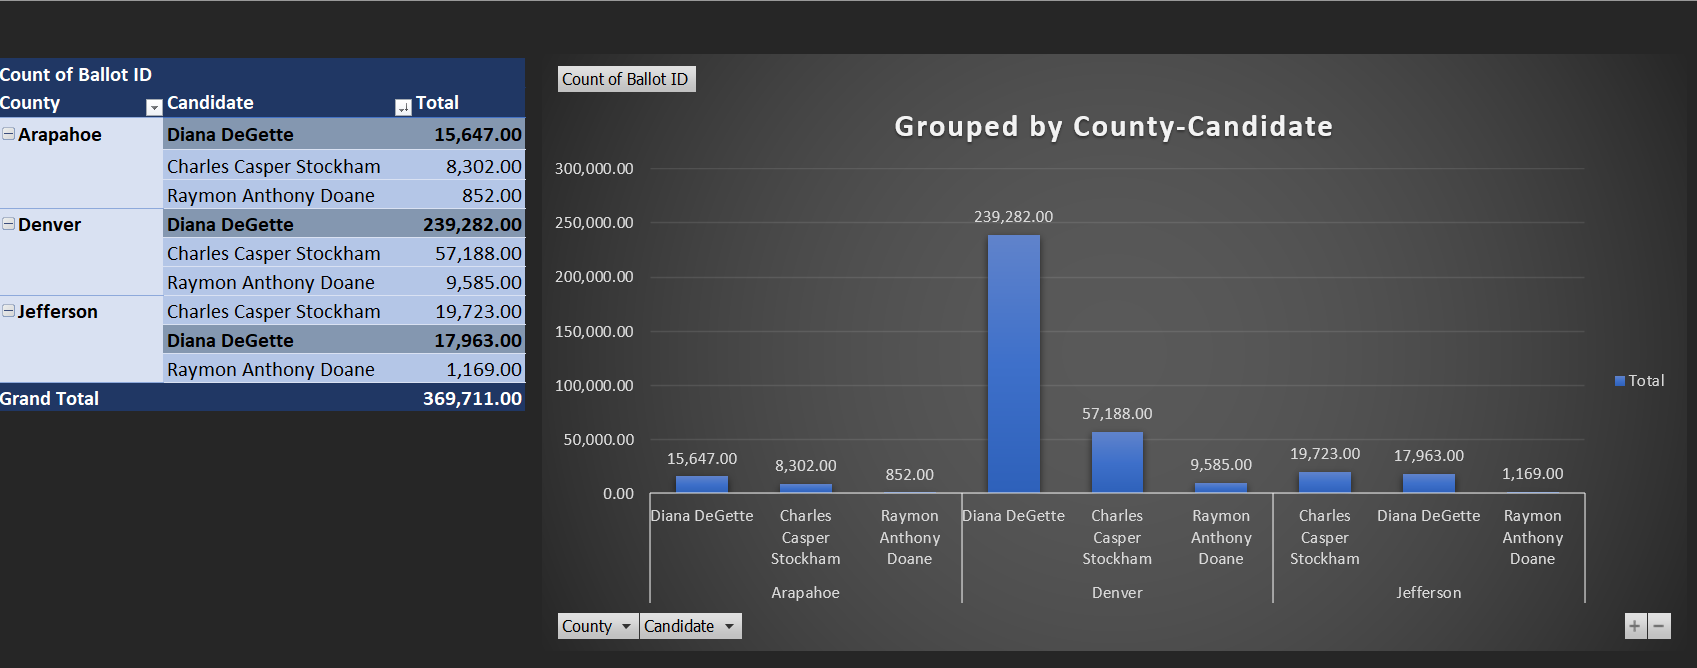 Count of Ballot ID
County Candidate Total
Arapahoe Diana DeGette 15,647.00
Charles Casper Stockham 8,302.00
Raymon Anthony Doane 852.00
Denver Diana DeGette 239,282.00
Charles Casper Stockham 57,188.00
Raymon Anthony Doane 9,585.00
Jefferson Charles Casper Stockham 19,723.00
Diana DeGette 17,963.00
Raymon Anthony Doane 1,169.00
Grand Total 369,711.00
Count of Ballot ID
Grouped by County-Candidate
300,000.00
250,000.00
200,000.00
150,000.00
100,000.00
50,000.00
0.00
15,647.00
8,302.00
852.00
239,282.00
57,188.00
9,585.00
19,723.00
17,963.00
1,169.00
Diana DeGette
Charles
Casper
Stockham
Raymon
Anthony
Doane
Diana DeGette
Charles
Casper
Stockham
Raymon
Anthony
Doane
Charles
Casper
Stockham
Diana DeGette
Raymon
Anthony
Doane
Arapahoe
Denver
Jefferson
Total
County Candidate
+ −